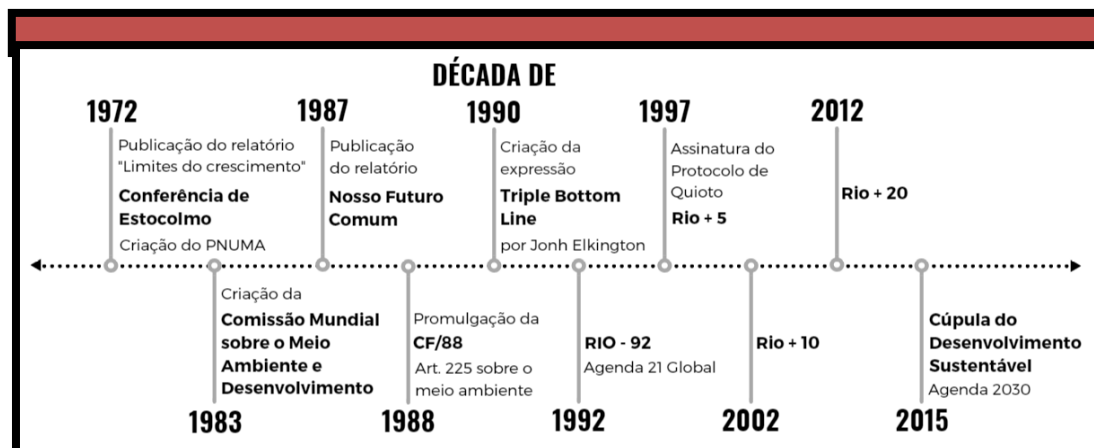 DÉCADA DE
1972
1987
1990
1997
2012
Publicação do relatório
"Limites do crescimento"
Conferência de
Estocolmo
Criação do PNUMA
Publicação
do relatório
Nosso Futuro
Comum
Criação da
expressão
Triple Bottom
Line
por Jonh Elkington
Assinatura do
Protocolo de
Quioto
Rio + 5
Rio + 20
Criação da
Comissão Mundial
sobre o Meio
Ambiente e
Desenvolvimento
Promulgação da
CF/88
Art. 225 sobre o
meio ambiente
RIO - 92
Agenda 21 Global
Rio + 10
Cúpula do
Desenvolvimento
Sustentável
Agenda 2030
1983
1988
1992
2002
2015